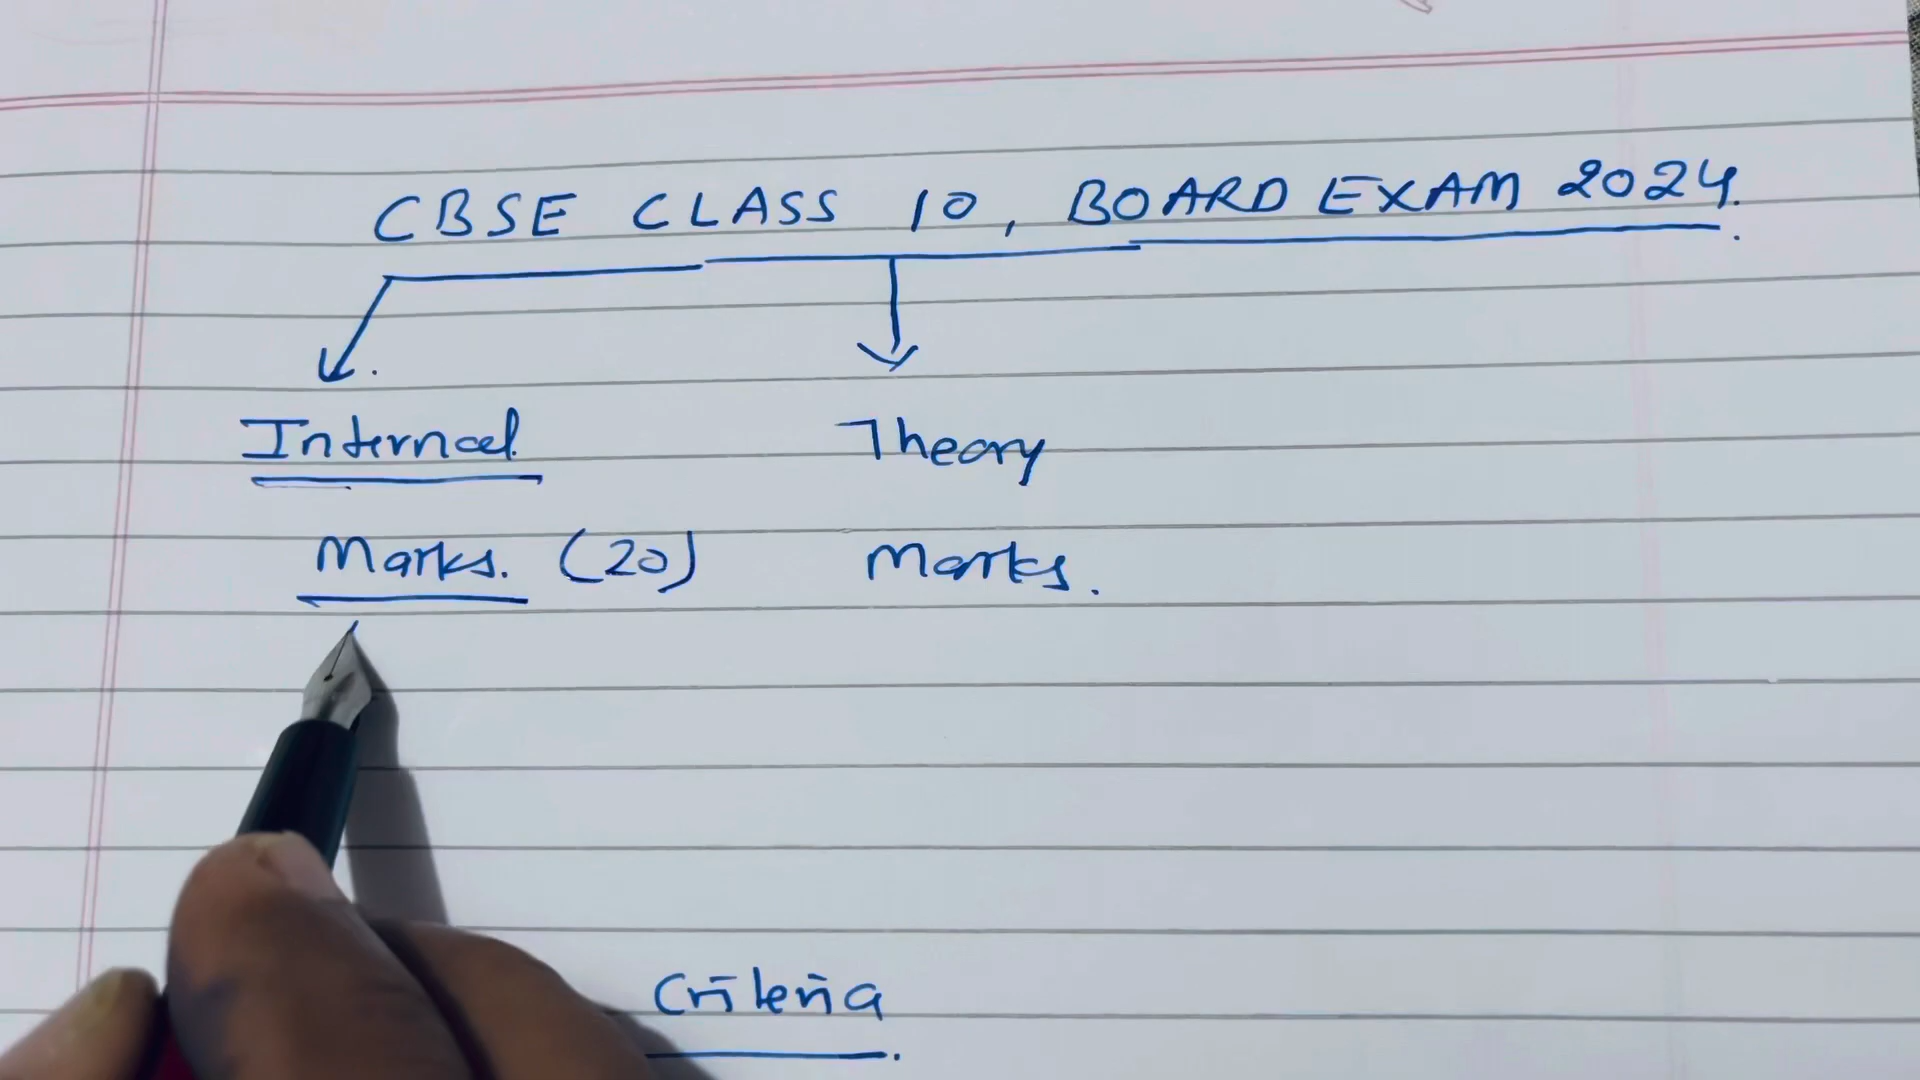 CBSE CLASS 10, BOARD EXAM 2024.
Internal Theory
Marks. (20) Marks.
Criteria.